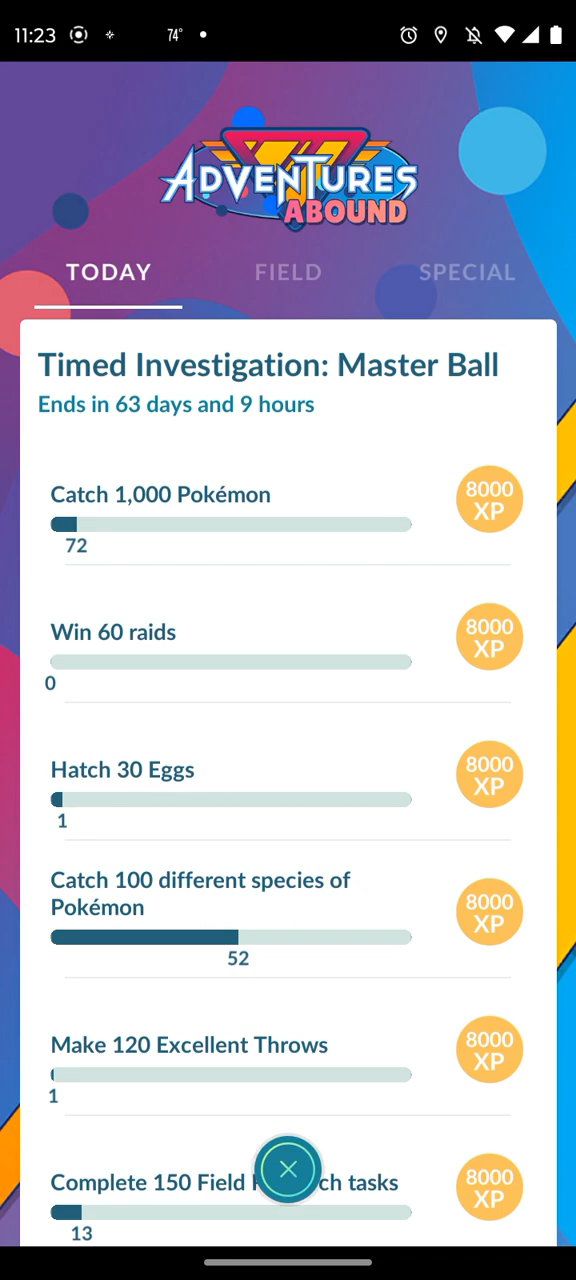 11:23
74°
ADVENTURES
ABOUND
TODAY FIELD SPECIAL
Timed Investigation: Master Ball
Ends in 63 days and 9 hours
Catch 1,000 Pokémon
8000
XP
72
Win 60 raids
8000
XP
0
Hatch 30 Eggs
8000
XP
1
Catch 100 different species of
Pokémon
8000
XP
52
Make 120 Excellent Throws
8000
XP
1
Complete 150 Field ch tasks
8000
XP
13